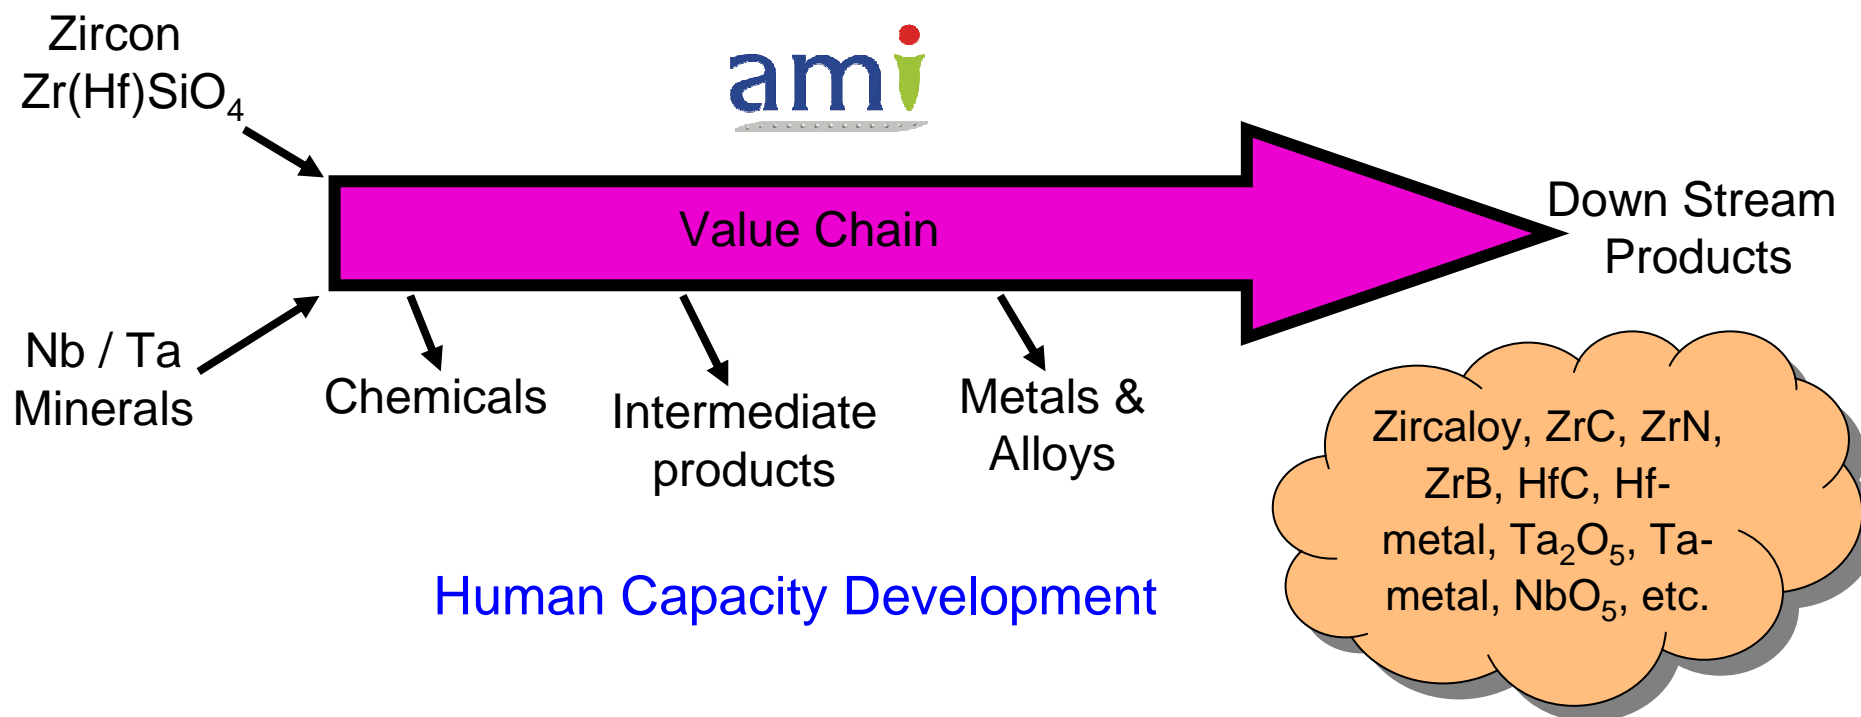 Zircon
Zr(Hf)SiO₄
ami
Value Chain
Down Stream
Products
Nb / Ta
Minerals
Chemicals
Intermediate
products
Metals &
Alloys
Zircaloy, ZrC, ZrN,
ZrB, HfC, Hf-
metal, Ta₂O₅, Ta-
metal, NbO₅, etc.
Human Capacity Development